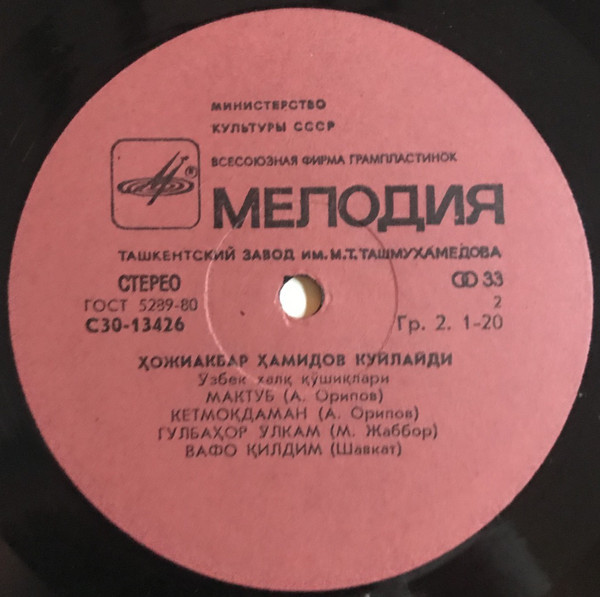 МИНИСТЕРСТВО
КУЛЬТУРЫ СССР
ВСЕСОЮЗНАЯ ФИРМА ГРАМПЛАСТИНОК
®
МЕЛОДИЯ
ТАШКЕНТСКИЙ ЗАВОД ИМ. М.Т. ТАШМУХАМЕДОВА
СТЕРЕО 33
ГОСТ 5289-80 2
С30-13426 Гр. 2. 1-20
ҲОЖИАКБАР ҲАМИДОВ КУЙЛАЙДИ
Ўзбек халқ қўшиқлари
МАКТУБ (А. Орипов)
КЕТМОҚДАМАН (А. Орипов)
ГУЛБАҲОР УЛКАМ (М. Жаббор)
ВАФО ҚИЛДИМ (Шавкат)